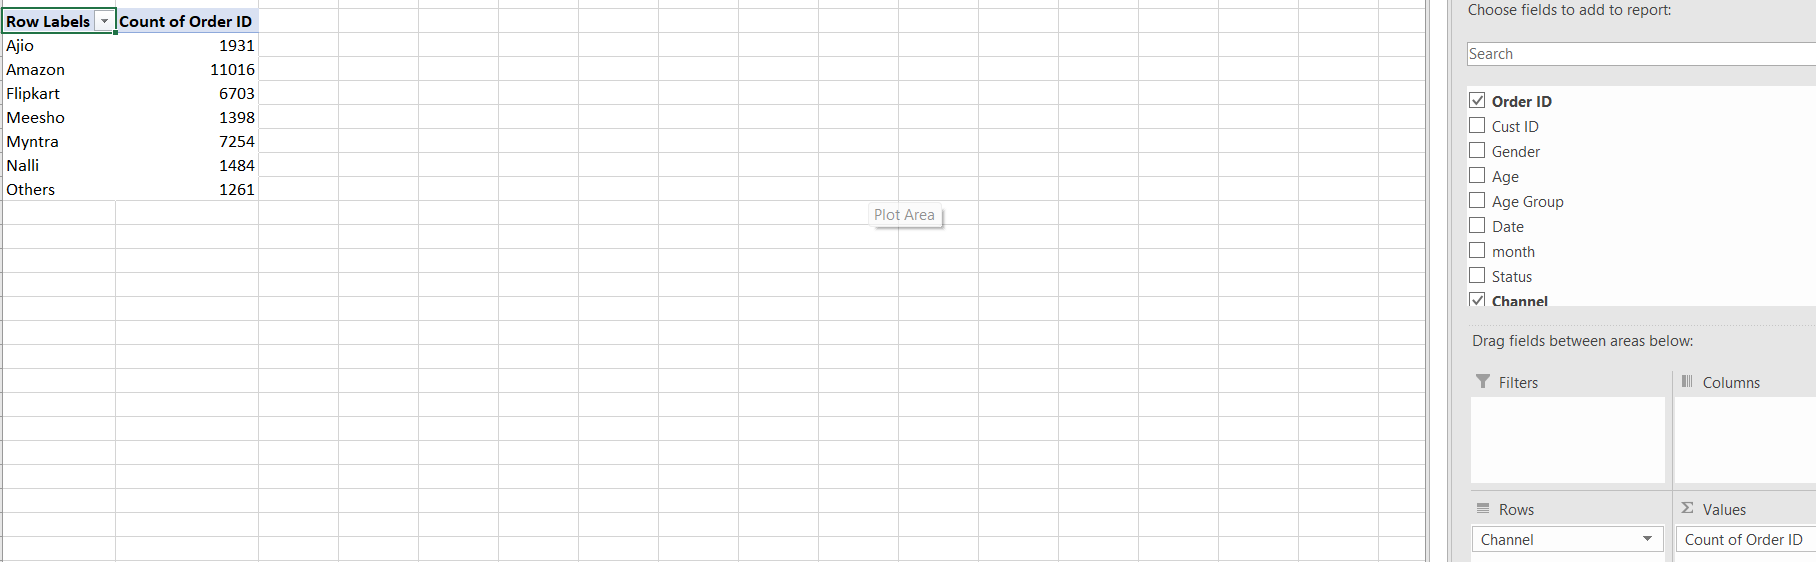 Row Labels Count of Order ID
Ajio 1931
Amazon 11016
Flipkart 6703
Meesho 1398
Myntra 7254
Nalli 1484
Others 1261
Plot Area
Choose fields to add to report:
Search
Order ID
Cust ID
Gender
Age
Age Group
Date
month
Status
Channel
Drag fields between areas below:
Filters
Columns
Rows
Σ Values
Channel
Count of Order ID